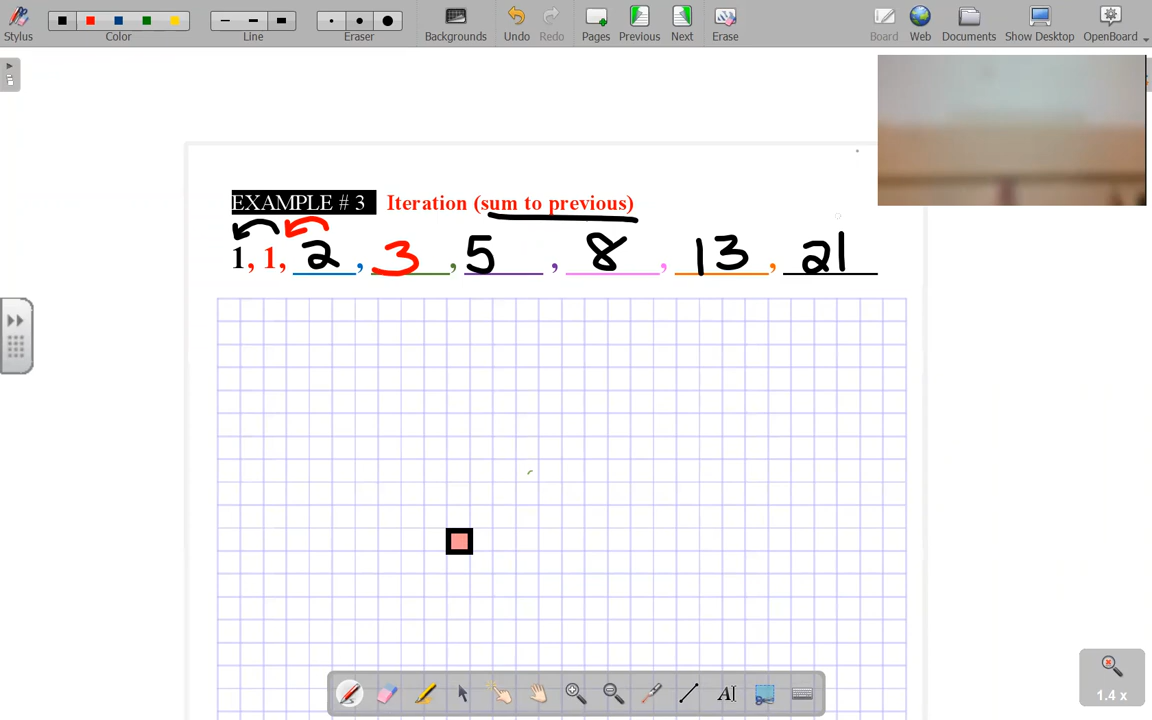 Stylus Color Line Eraser Backgrounds Undo Redo Pages Previous Next Erase Board Web Documents Show Desktop OpenBoard
EXAMPLE # 3 Iteration (sum to previous)
1, 1, 2, 3, 5, 8, 13, 21
1.4 x